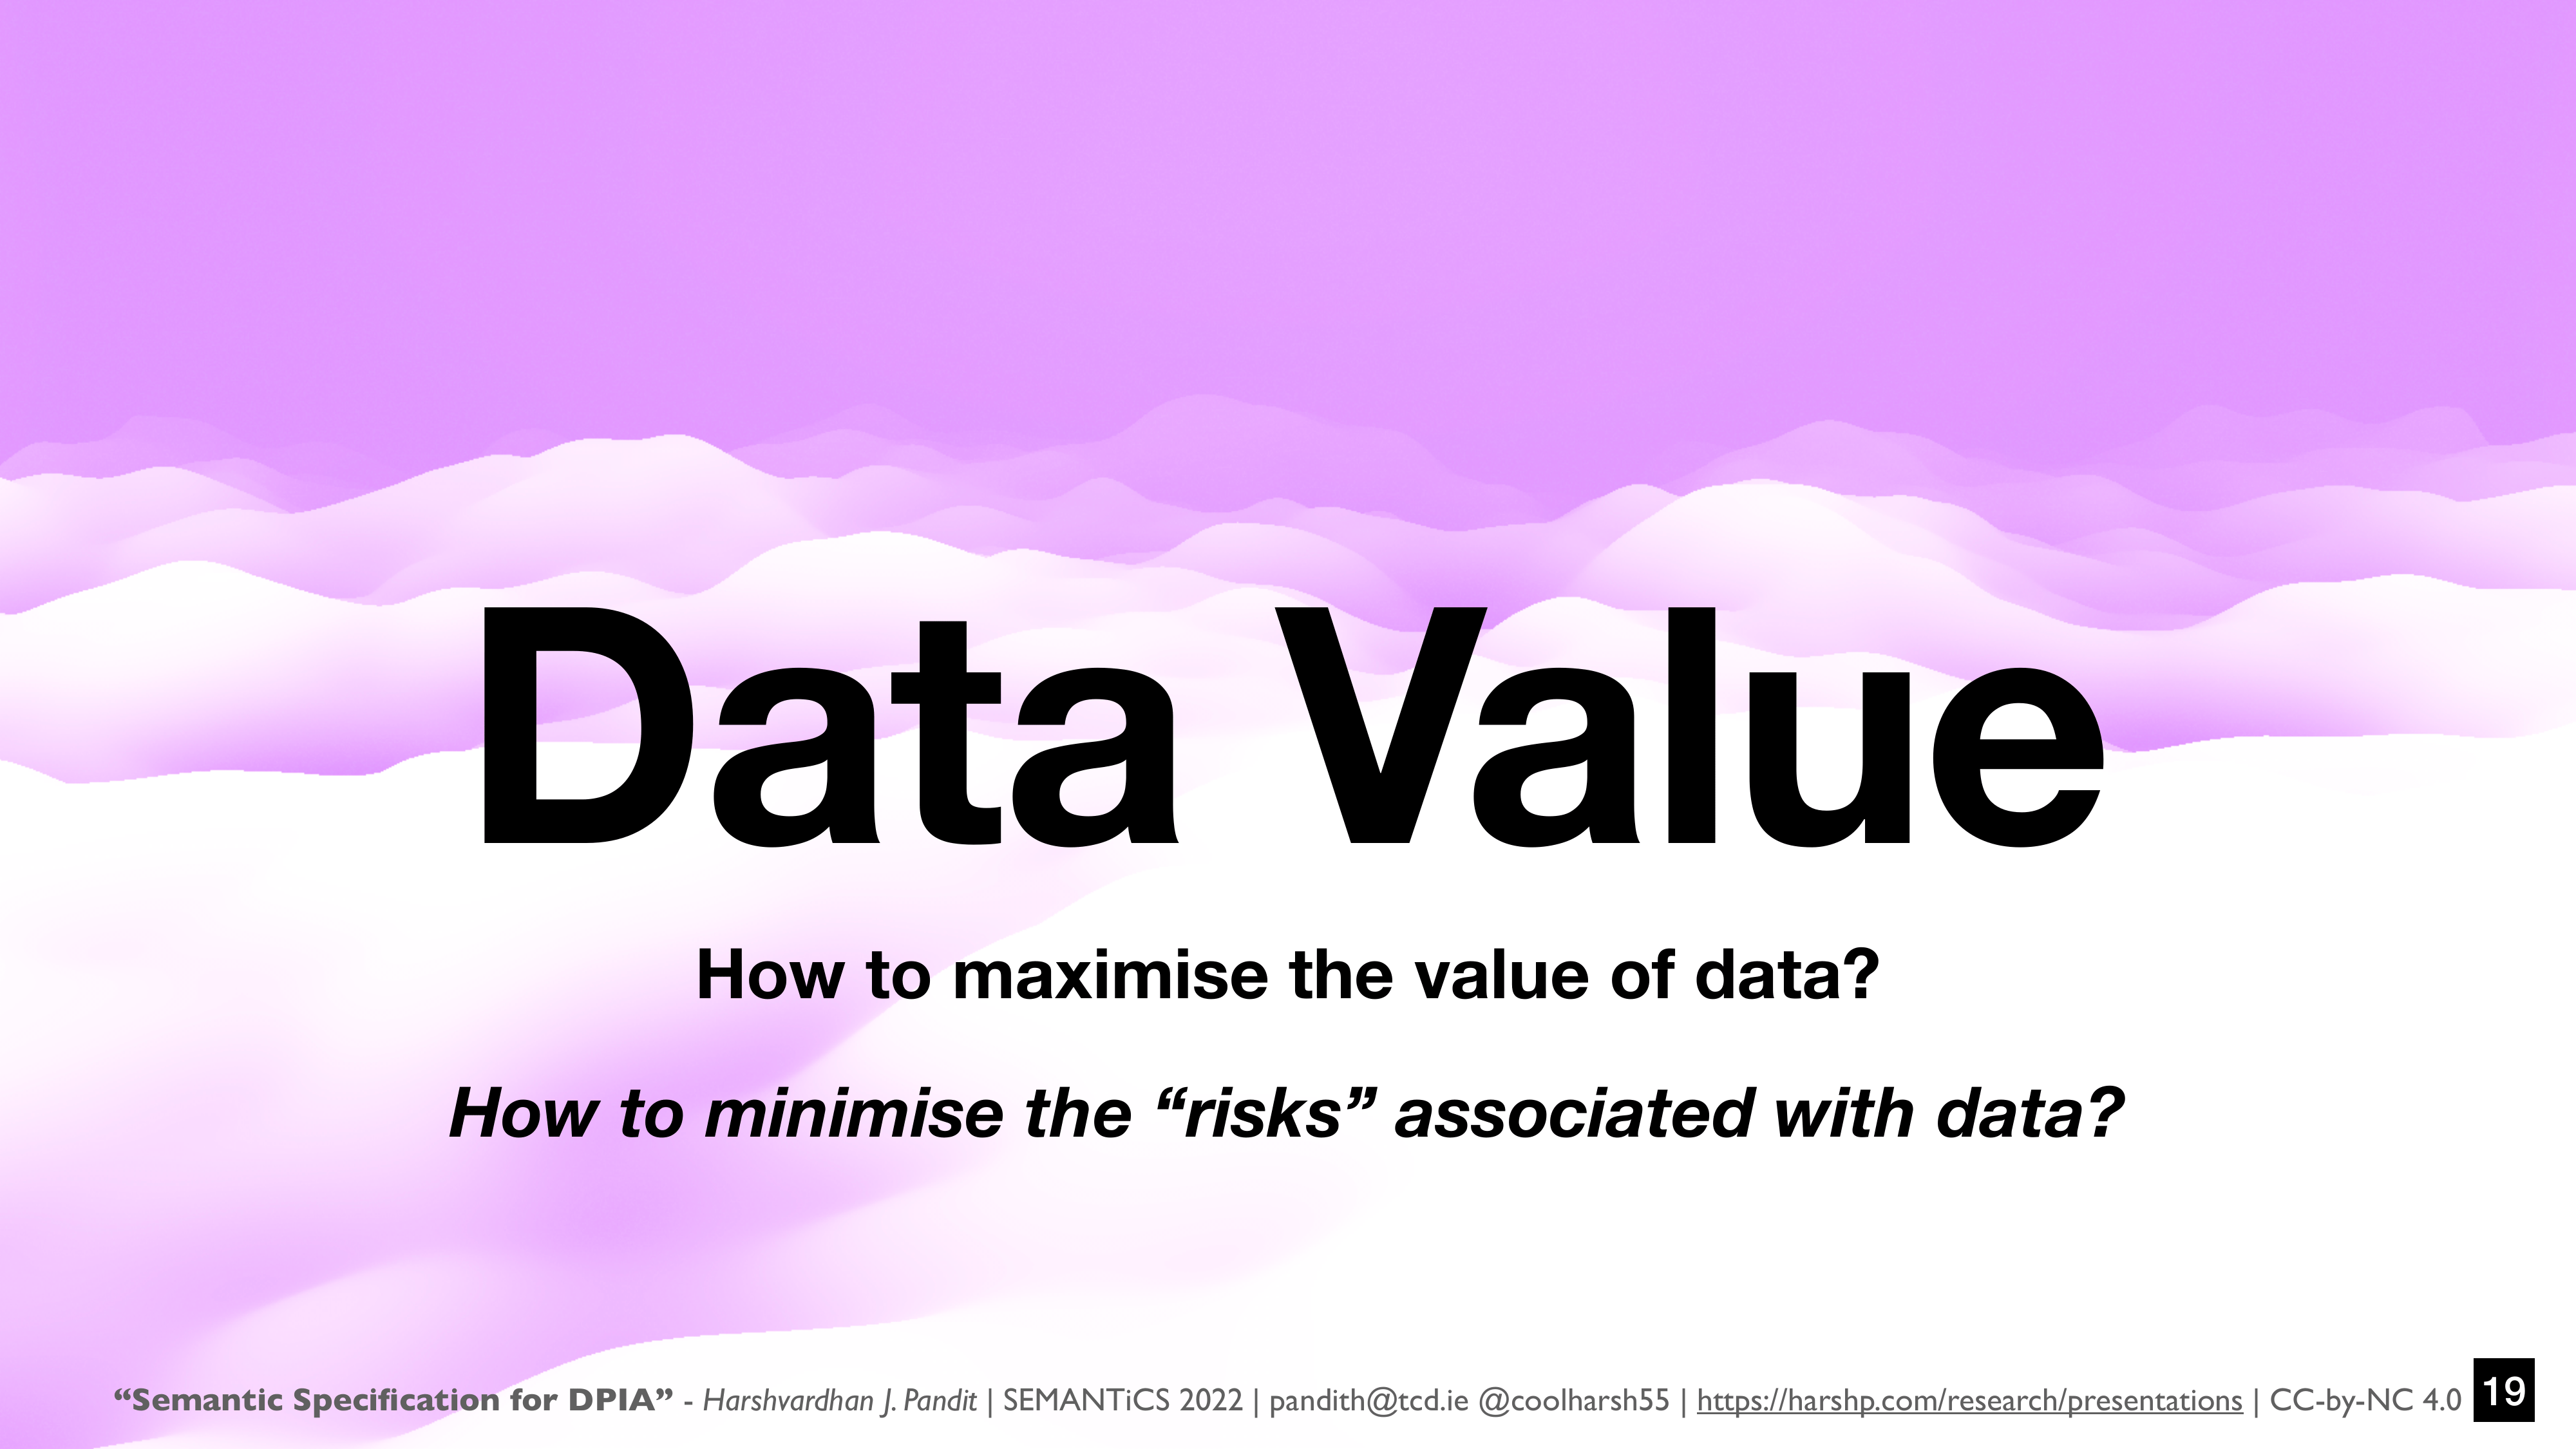 Data Value
How to maximise the value of data?
How to minimise the “risks” associated with data?
“Semantic Specification for DPIA” - Harshvardhan J. Pandit | SEMANTiCS 2022 | pandith@tcd.ie @coolharsh55 | https://harshp.com/research/presentations | CC-by-NC 4.0 19